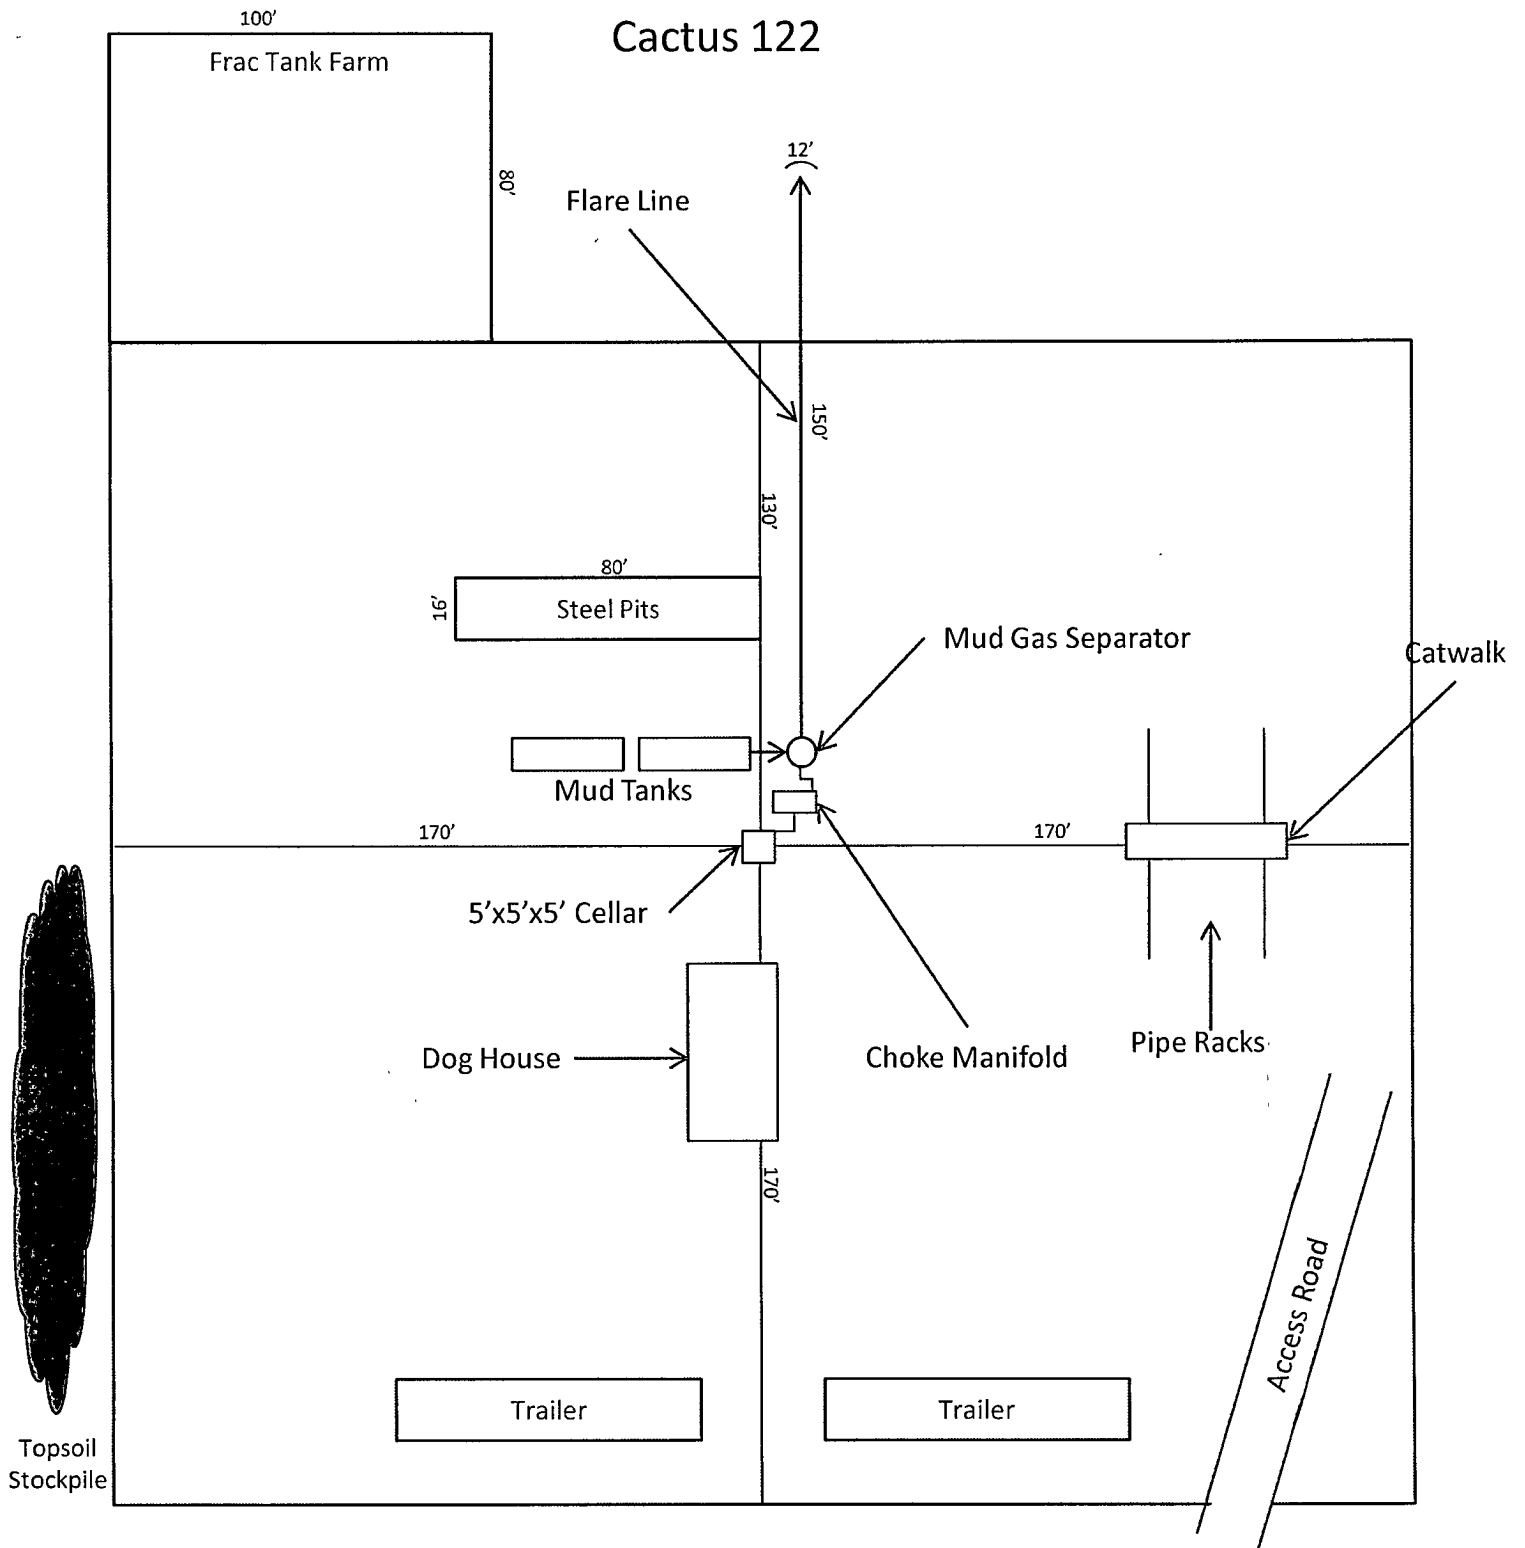 100’
Cactus 122
Frac Tank Farm
80’
12’
Flare Line
150’
130’
80’
16’
Steel Pits
Mud Gas Separator
Catwalk
Mud Tanks
170’
170’
5’x5’x5’ Cellar
Dog House
Choke Manifold
Pipe Racks
170’
Access Road
Trailer
Trailer
Topsoil
Stockpile